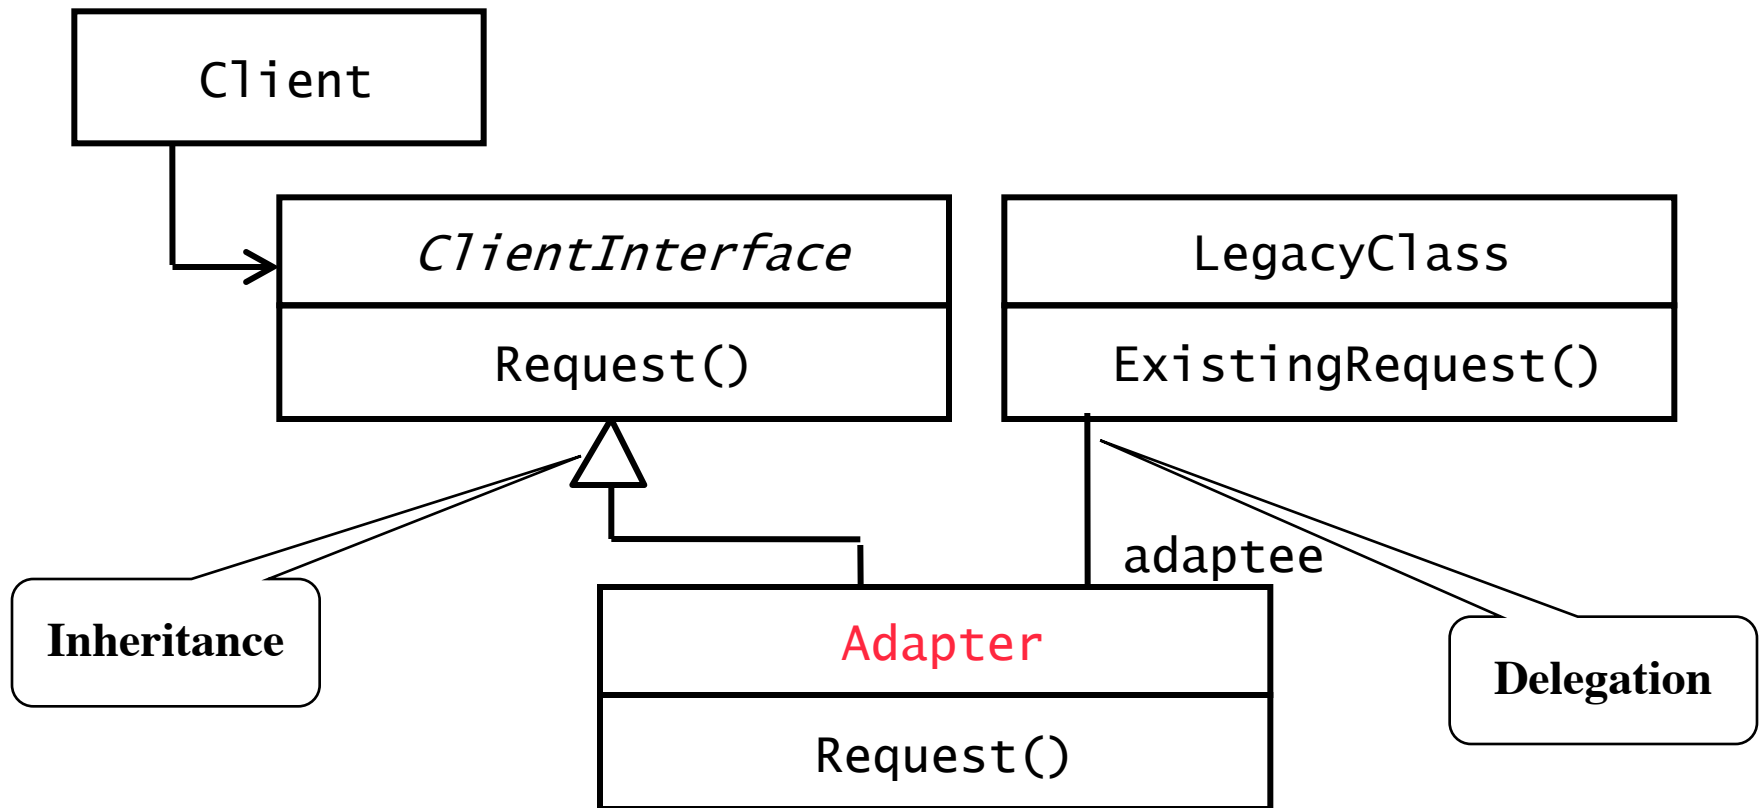 Client
ClientInterface
LegacyClass
Request()
ExistingRequest()
adaptee
Inheritance
Adapter
Delegation
Request()